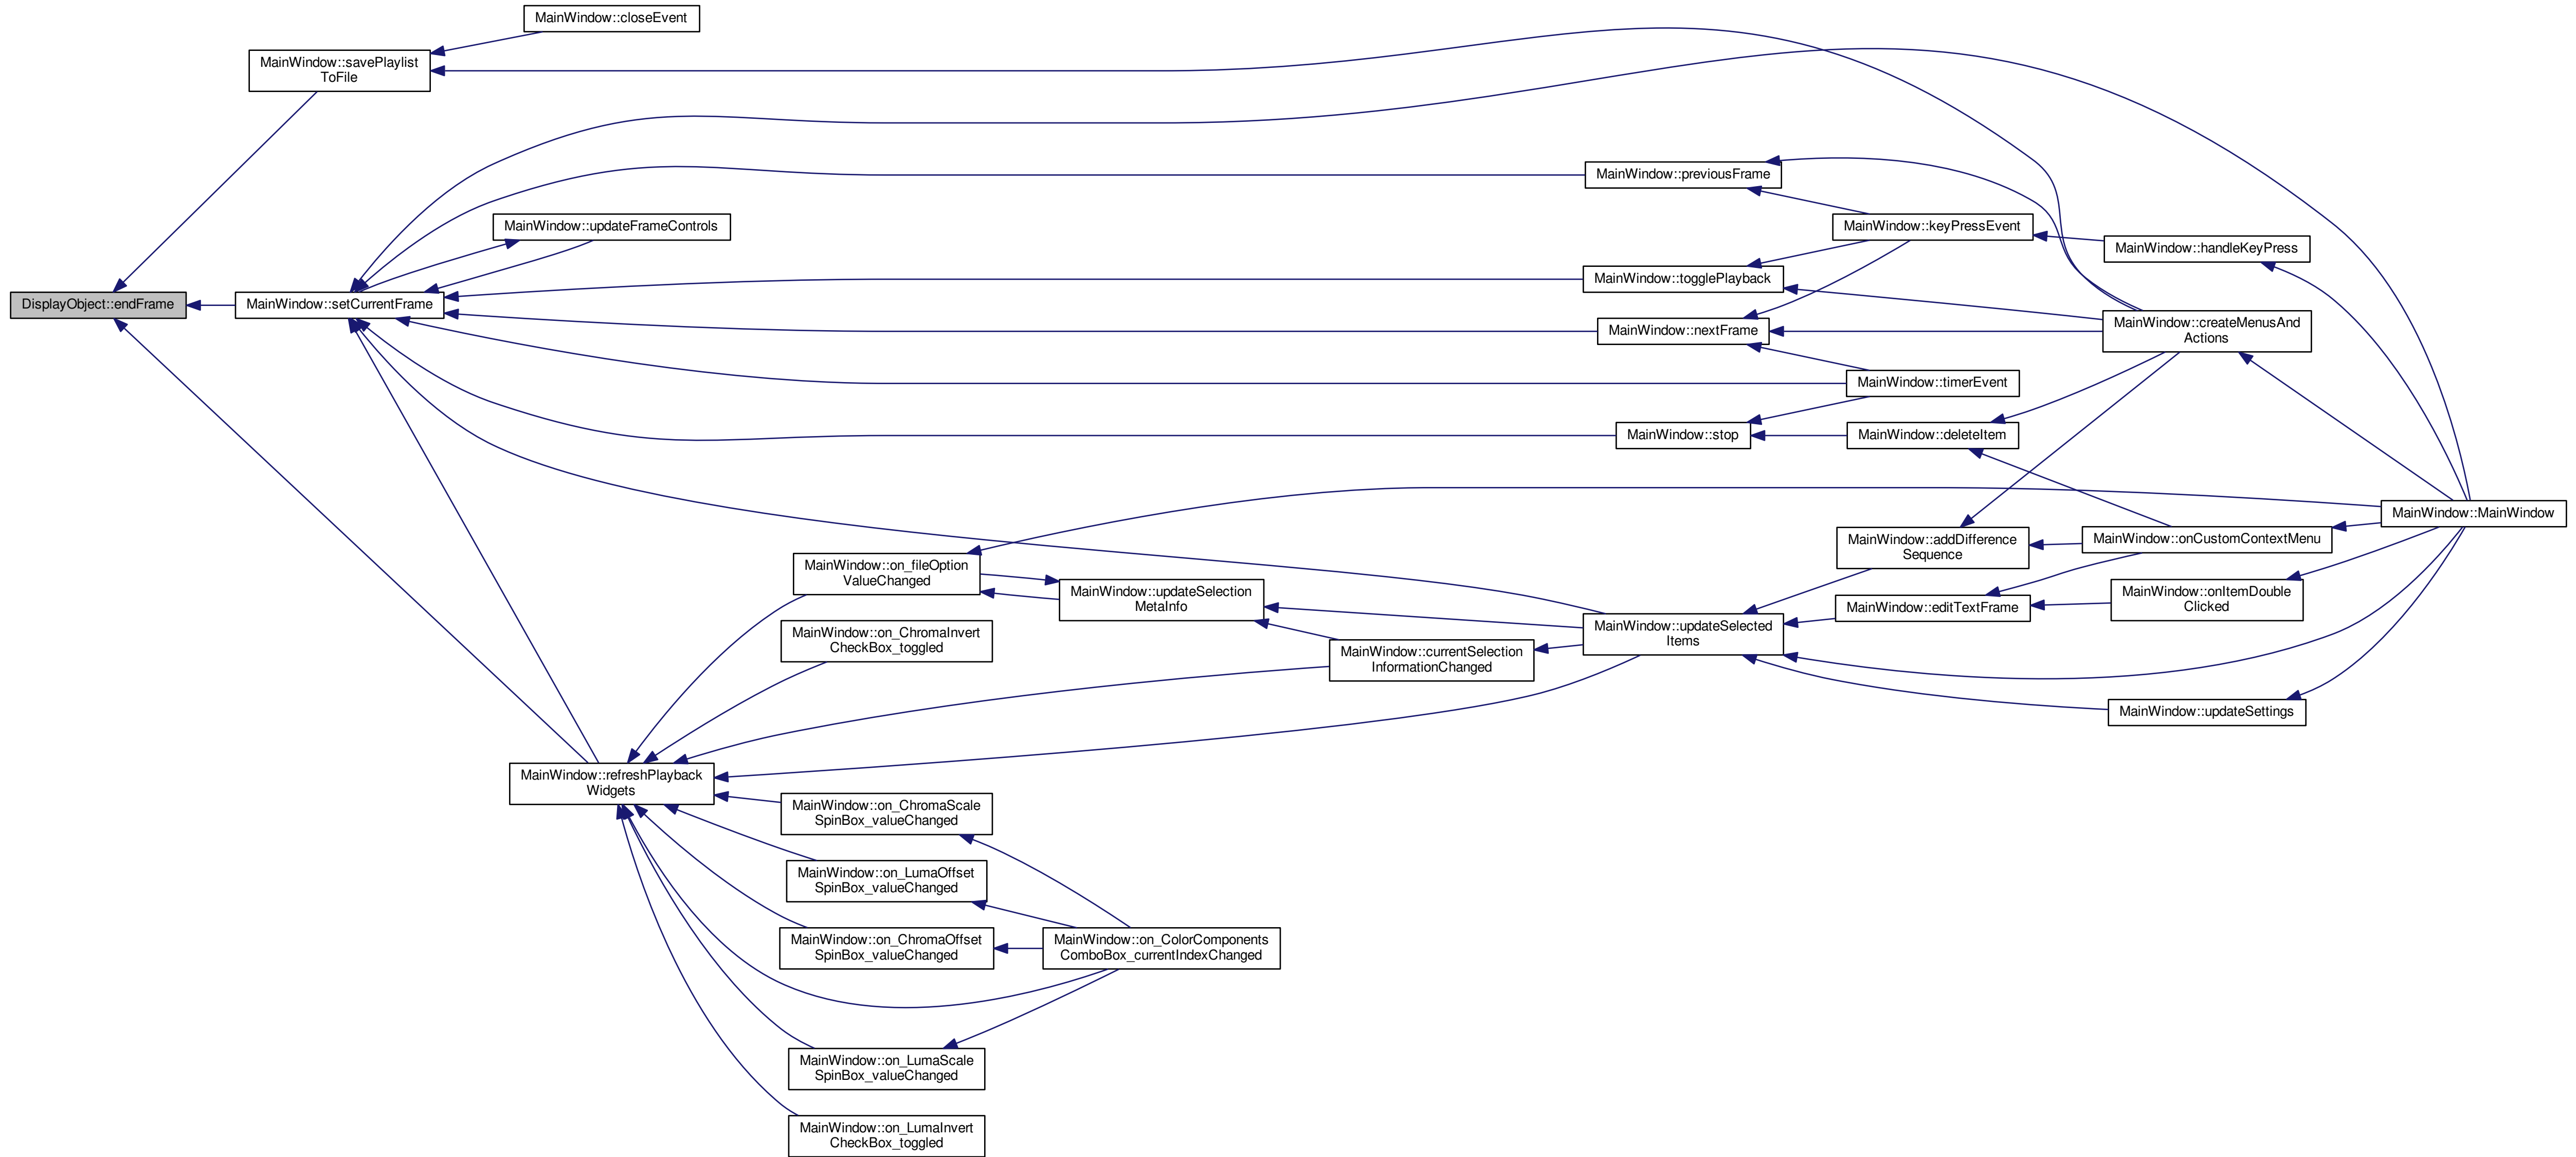 MainWindow::closeEvent
MainWindow::savePlaylist
ToFile
MainWindow::previousFrame
MainWindow::updateFrameControls
MainWindow::keyPressEvent
MainWindow::handleKeyPress
MainWindow::togglePlayback
DisplayObject::endFrame
MainWindow::setCurrentFrame
MainWindow::nextFrame
MainWindow::createMenusAnd
Actions
MainWindow::timerEvent
MainWindow::stop
MainWindow::deleteItem
MainWindow::MainWindow
MainWindow::addDifference
Sequence
MainWindow::onCustomContextMenu
MainWindow::on_fileOption
ValueChanged
MainWindow::updateSelection
MetaInfo
MainWindow::editTextFrame
MainWindow::onItemDouble
Clicked
MainWindow::updateSelected
Items
MainWindow::on_ChromaInvert
CheckBox_toggled
MainWindow::currentSelection
InformationChanged
MainWindow::updateSettings
MainWindow::refreshPlayback
Widgets
MainWindow::on_ChromaScale
SpinBox_valueChanged
MainWindow::on_LumaOffset
SpinBox_valueChanged
MainWindow::on_ChromaOffset
SpinBox_valueChanged
MainWindow::on_ColorComponents
ComboBox_currentIndexChanged
MainWindow::on_LumaScale
SpinBox_valueChanged
MainWindow::on_LumaInvert
CheckBox_toggled